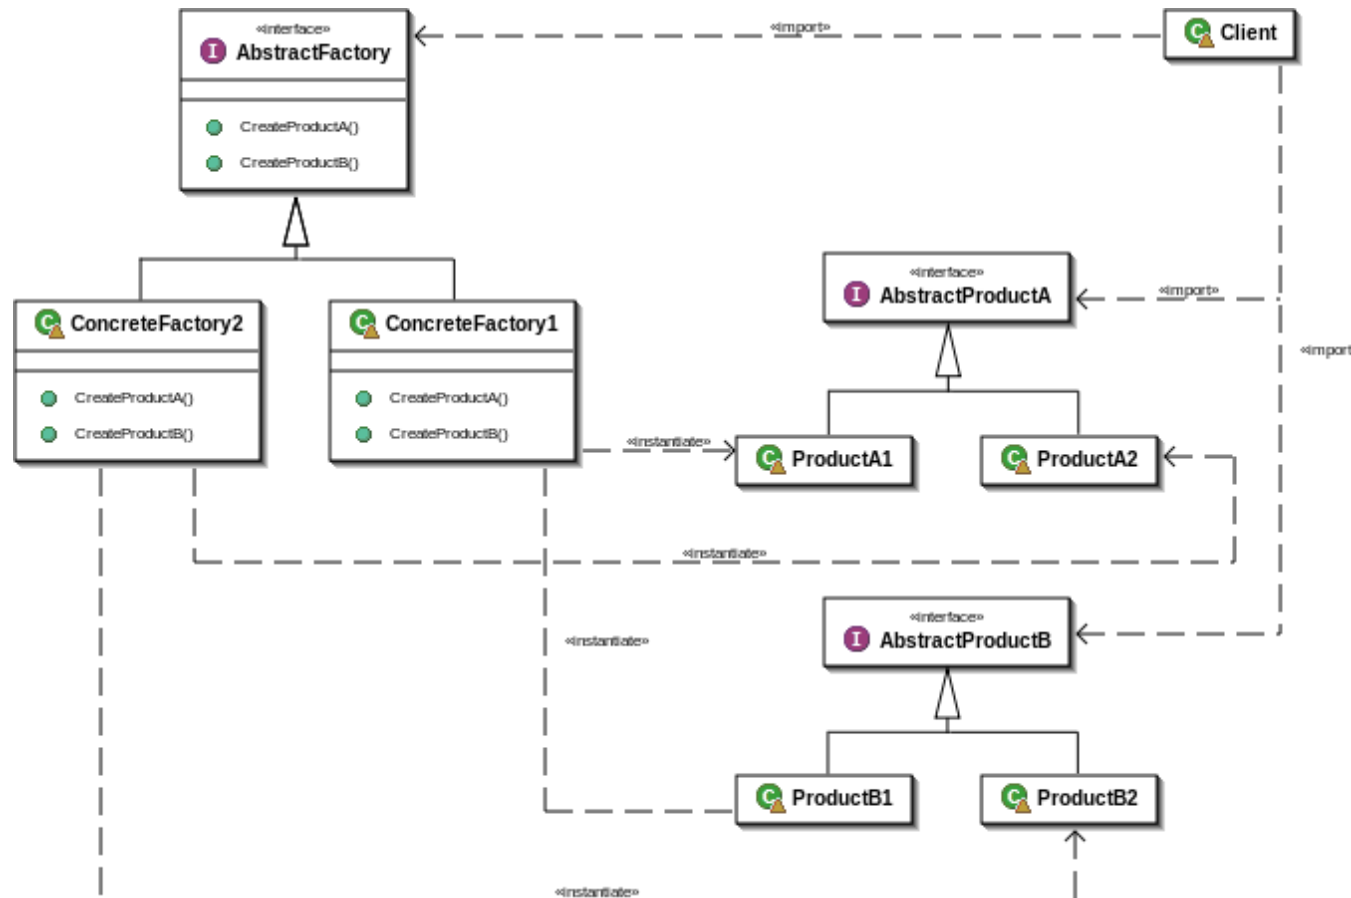 «interface»
I AbstractFactory
CreateProductA()
CreateProductB()
«import»
C Client
C ConcreteFactory2
CreateProductA()
CreateProductB()
C ConcreteFactory1
CreateProductA()
CreateProductB()
«interface»
I AbstractProductA
«import»
«import
«instantiate»
C ProductA1
C ProductA2
«instantiate»
«interface»
I AbstractProductB
«instantiate»
C ProductB1
C ProductB2
«instantiate»